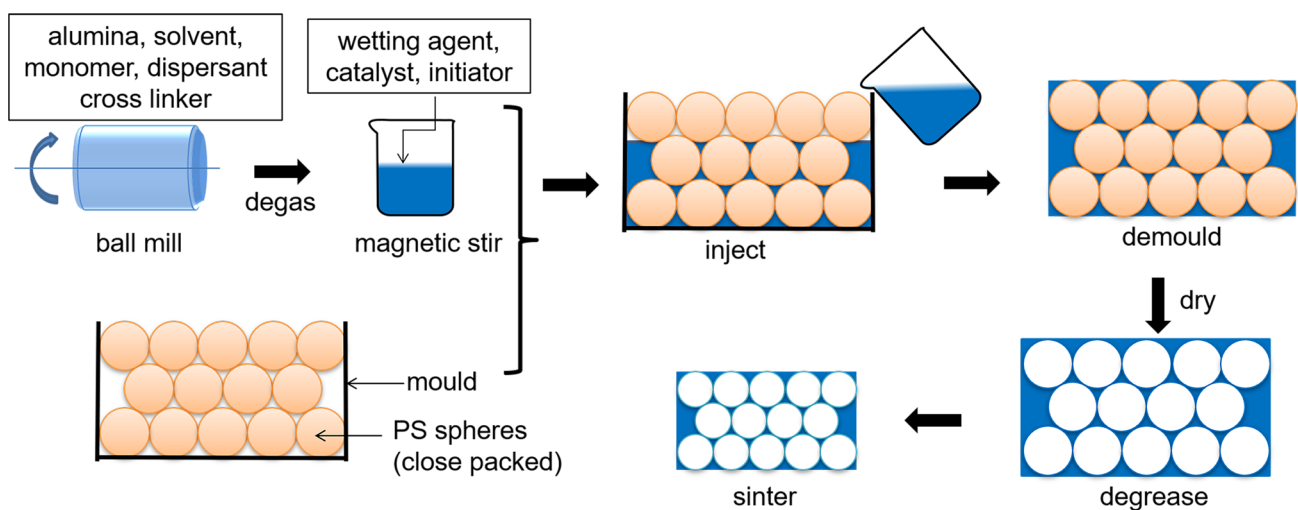 alumina, solvent,
monomer, dispersant
cross linker
wetting agent,
catalyst, initiator
degas
ball mill
magnetic stir
inject
demould
dry
mould
PS spheres
(close packed)
sinter
degrease